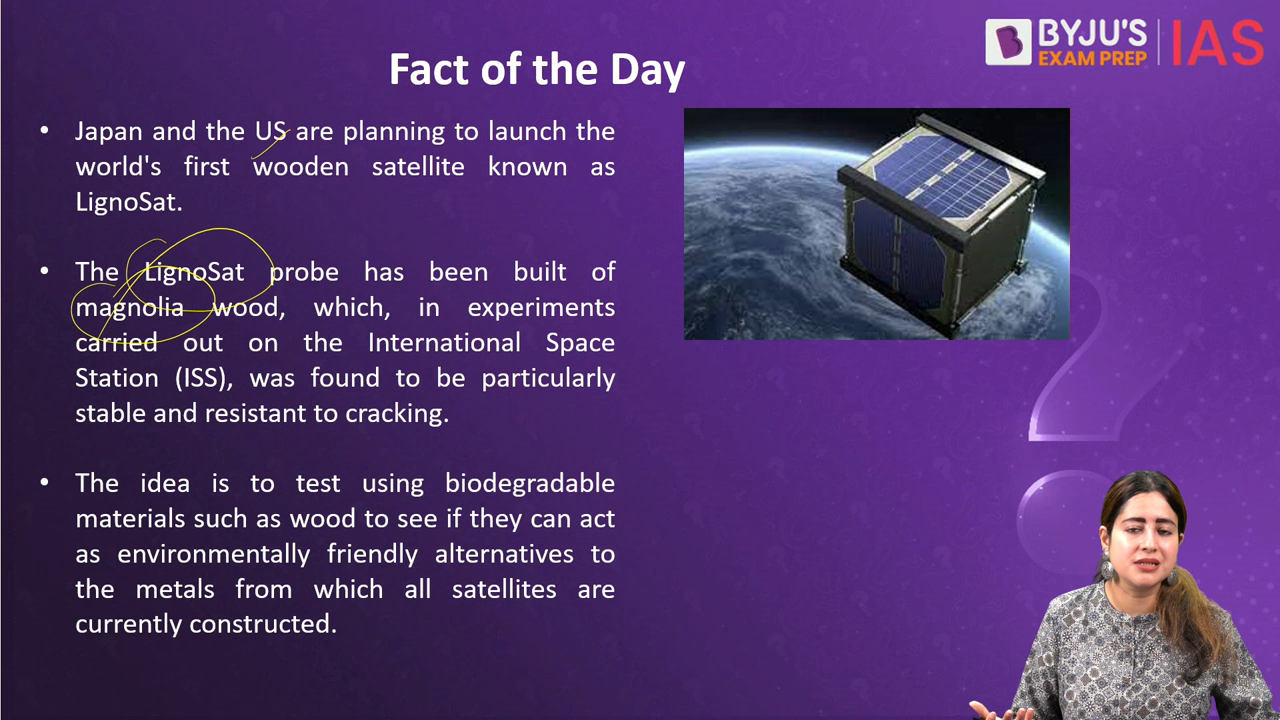 BYJU'S
EXAM PREP
IAS
Fact of the Day
• Japan and the US are planning to launch the
world's first wooden satellite known as
LignoSat.
• The LignoSat probe has been built of
magnolia wood, which, in experiments
carried out on the International Space
Station (ISS), was found to be particularly
stable and resistant to cracking.
• The idea is to test using biodegradable
materials such as wood to see if they can act
as environmentally friendly alternatives to
the metals from which all satellites are
currently constructed.